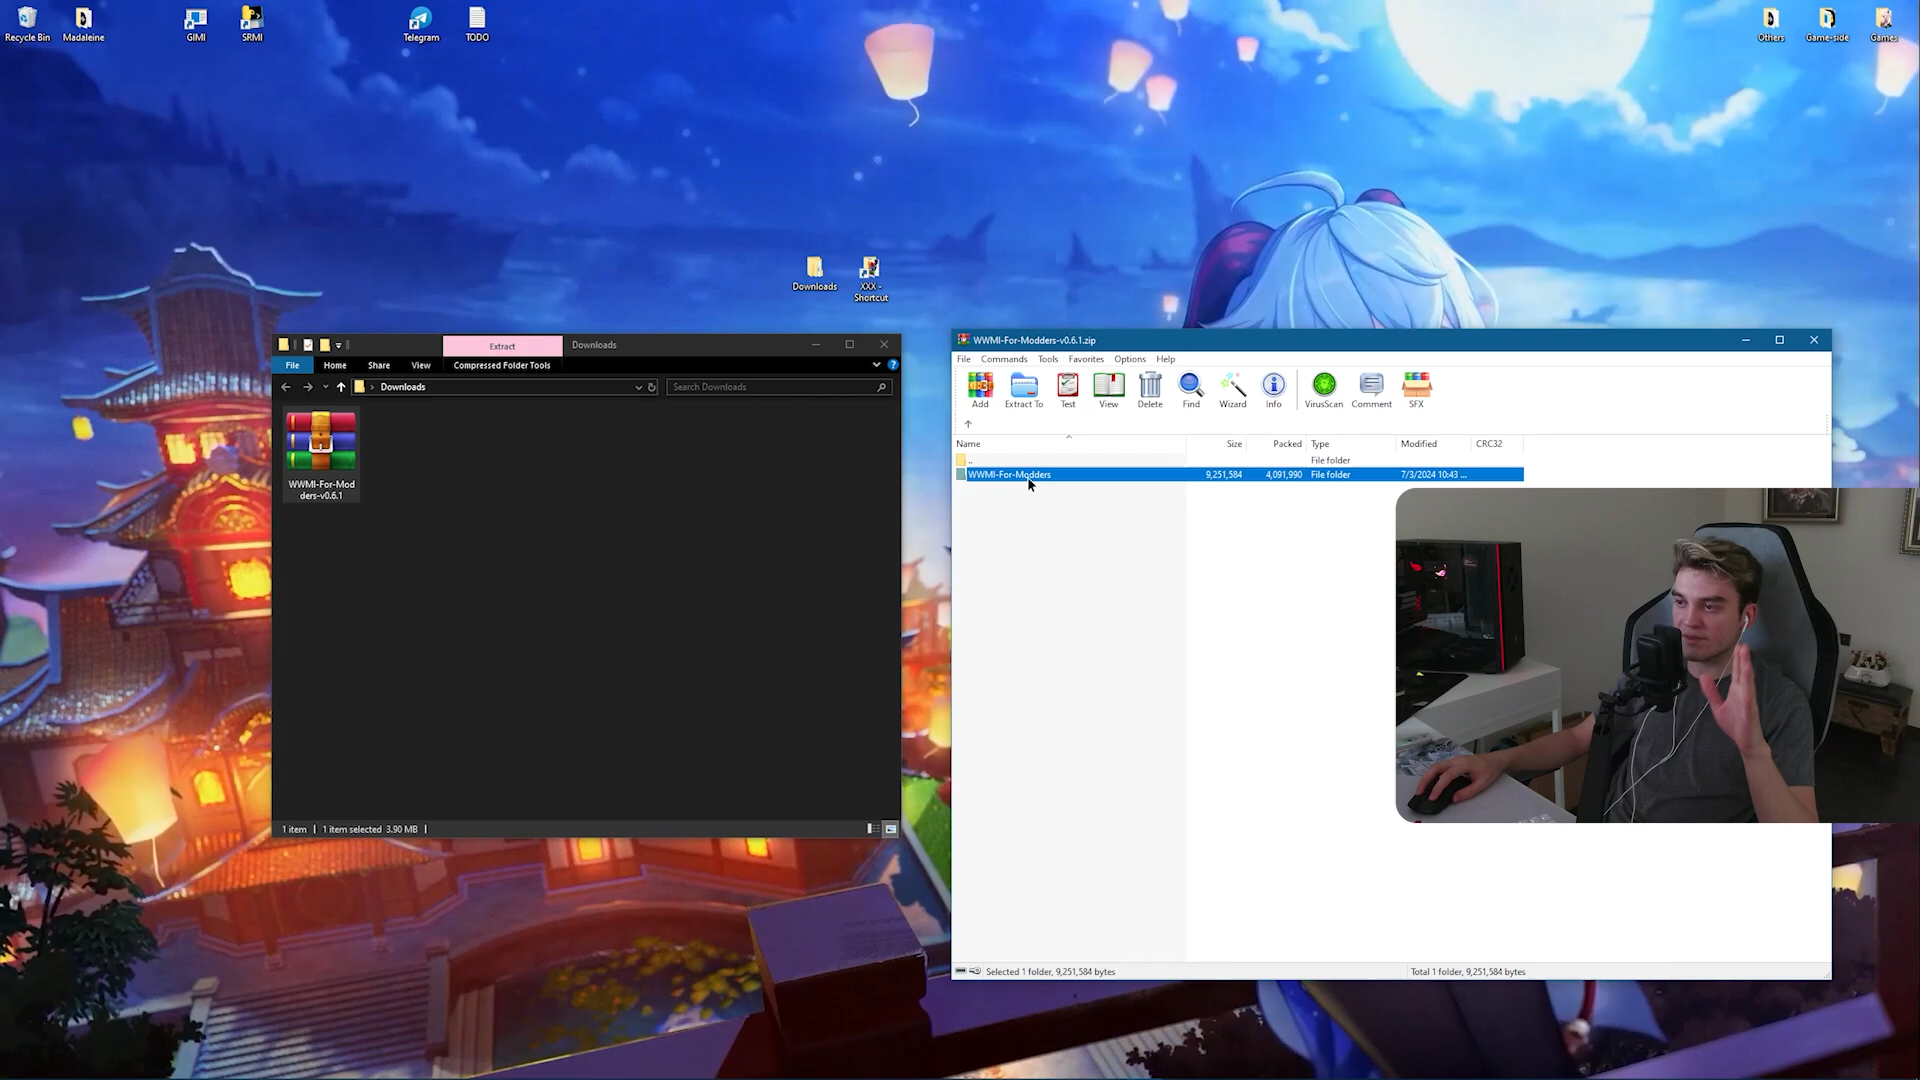 Recycle Bin
Madaleine
GIMI
SRMI
Telegram
TODO
Others
Game-side
Games
Downloads
XXX -
Shortcut
Extract
Downloads
File
Home
Share
View
Compressed Folder Tools
Downloads
Search Downloads
WWMI-For-Mod
ders-v0.6.1
1 item
1 item selected 3.90 MB
WWMI-For-Modders-v0.6.1.zip
File Commands Tools Favorites Options Help
Add
Extract To
Test
View
Delete
Find
Wizard
Info
VirusScan
Comment
SFX
Name Size Packed Type Modified CRC32
.. File folder
WWMI-For-Modders 9,251,584 4,091,990 File folder 7/3/2024 10:43 ...
Selected 1 folder, 9,251,584 bytes
Total 1 folder, 9,251,584 bytes